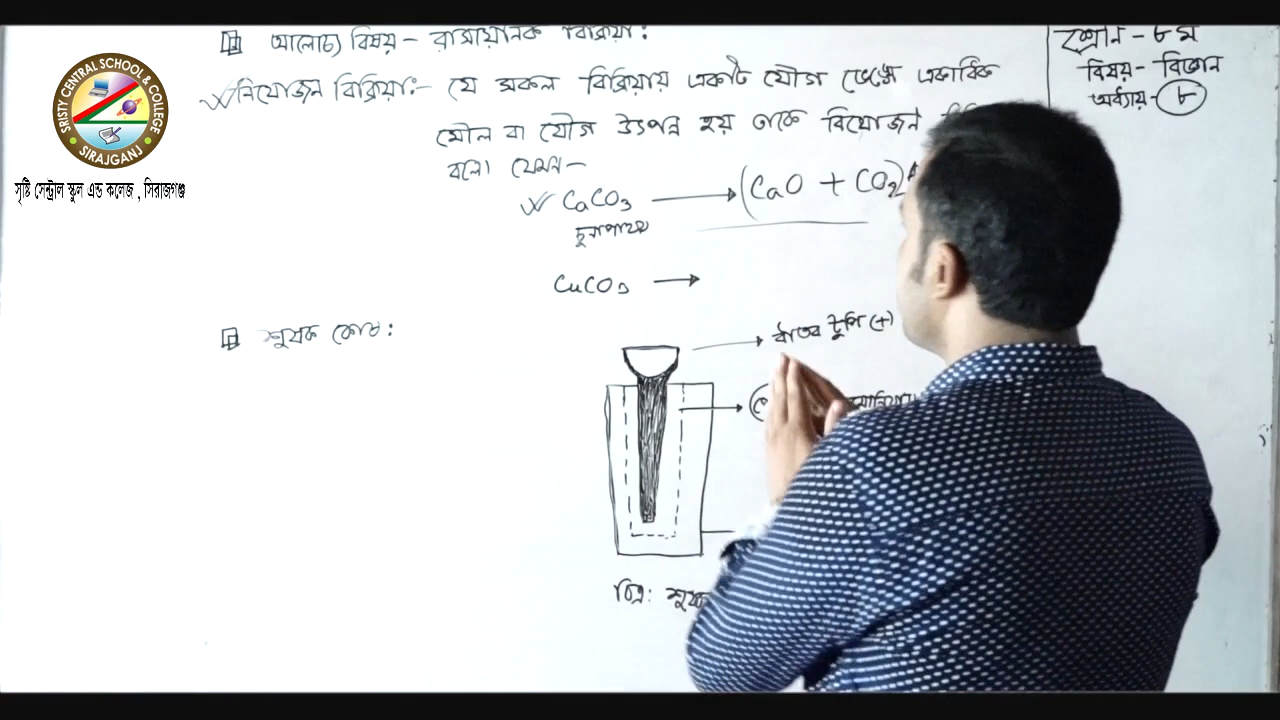 আলোচ্য বিষয় - রাসায়নিক বিক্রিয়া:
শ্রেনি - ৮ম
বিষয় - বিজ্ঞান
অধ্যায় - ৮
SRISTY CENTRAL SCHOOL & COLLEGE
SIRAJGANJ
সৃষ্টি সেন্ট্রাল স্কুল এন্ড কলেজ , সিরাজগঞ্জ
বিযোজন বিক্রিয়া:- যে সকল বিক্রিয়ায় একটি যৌগ ভেঙ্গে একাধিক
মৌল বা যৌগ উৎপন্ন হয় তাকে বিযোজন
বলে। যেমন -
CaCO₃ → (CaO + CO₂)
চুনাপাথর
CuCO₃ →
শুষ্ক কোষ:
ধাতব টুপি (+)
চিত্র: শুষ্ক